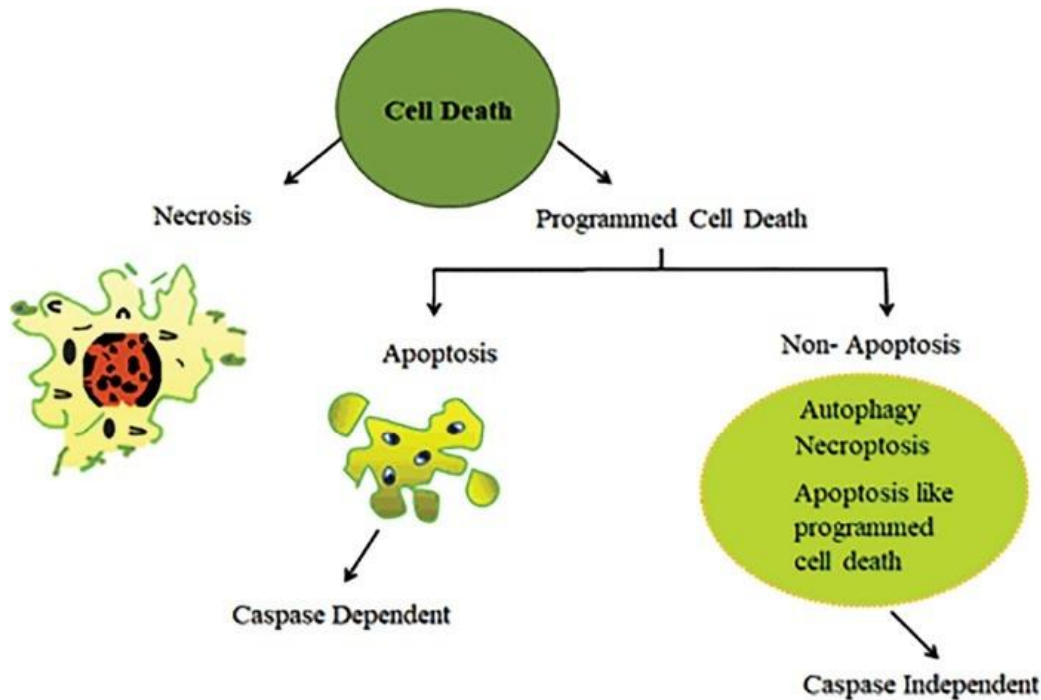 Cell Death
Necrosis
Programmed Cell Death
Apoptosis
Non- Apoptosis
Autophagy
Necroptosis
Apoptosis like
programmed
cell death
Caspase Dependent
Caspase Independent